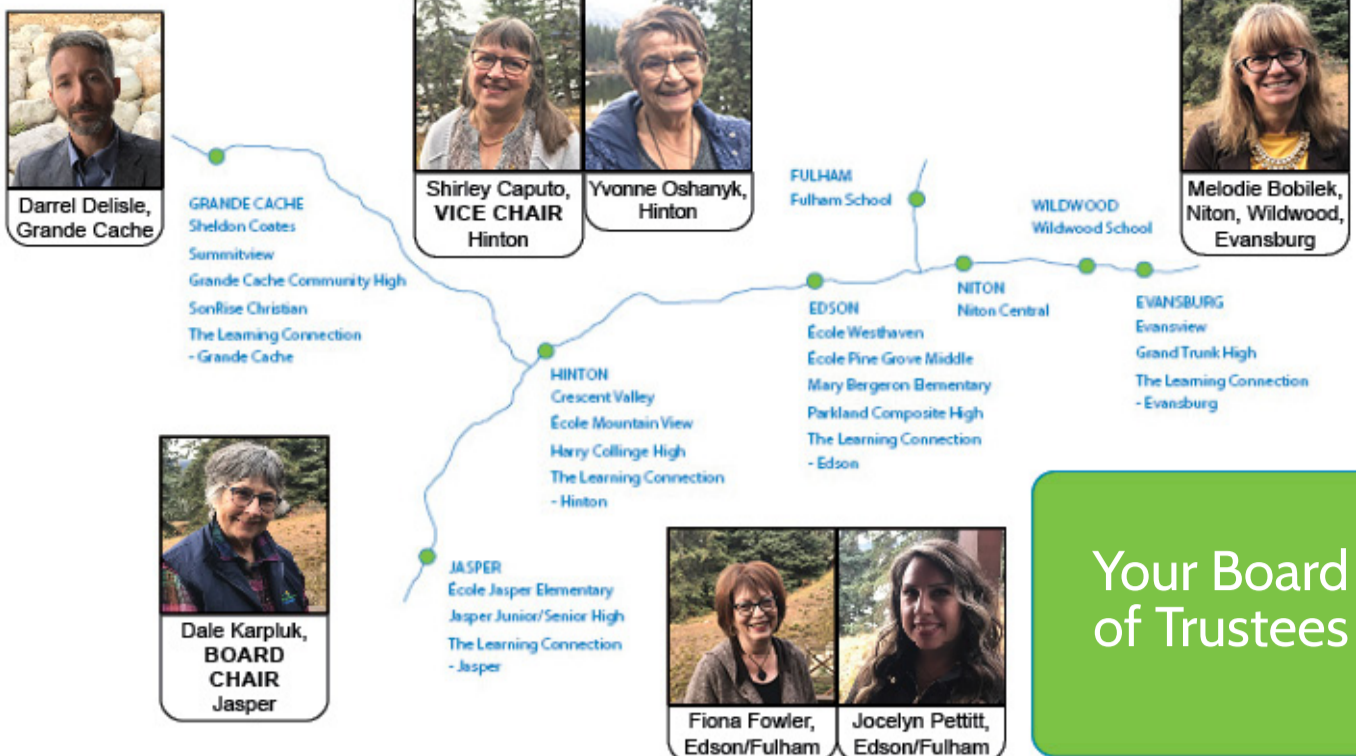 Darrel Delisle,
Grande Cache
Shirley Caputo,
VICE CHAIR
Hinton
Yvonne Oshanyk,
Hinton
Melodie Bobilek,
Niton, Wildwood,
Evansburg
GRANDE CACHE
Sheldon Coates
Summitview
Grande Cache Community High
SonRise Christian
The Learning Connection
- Grande Cache
FULHAM
Fulham School
WILDWOOD
Wildwood School
NITON
Niton Central
EVANSBURG
Evansview
Grand Trunk High
The Learning Connection
- Evansburg
EDSON
École Westhaven
École Pine Grove Middle
Mary Bergeron Elementary
Parkland Composite High
The Learning Connection
- Edson
HINTON
Crescent Valley
École Mountain View
Harry Collinge High
The Learning Connection
- Hinton
JASPER
École Jasper Elementary
Jasper Junior/Senior High
The Learning Connection
- Jasper
Dale Karpluk,
BOARD
CHAIR
Jasper
Fiona Fowler,
Edson/Fulham
Jocelyn Pettitt,
Edson/Fulham
Your Board
of Trustees